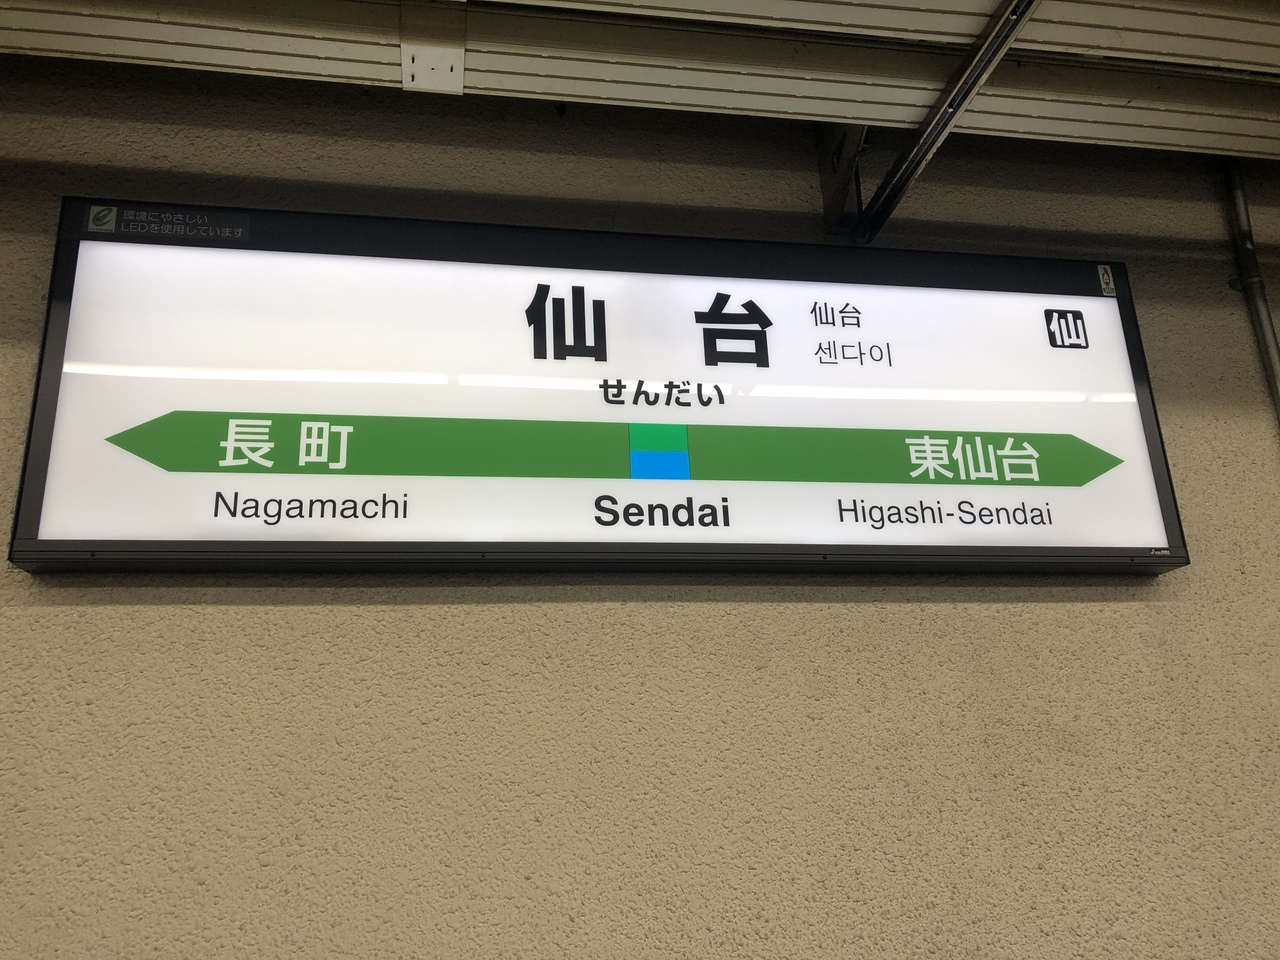 環境にやさしい
LEDを使用しています
仙台
仙台
센다이
仙
せんだい
長町
東仙台
Nagamachi
Sendai
Higashi-Sendai